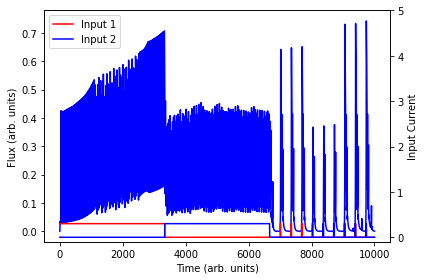 Input 1
Input 2
Flux (arb. units)
0.7
0.6
0.5
0.4
0.3
0.2
0.1
0.0
5
4
3
2
1
0
Input Current
0 2000 4000 6000 8000 10000
Time (arb. units)